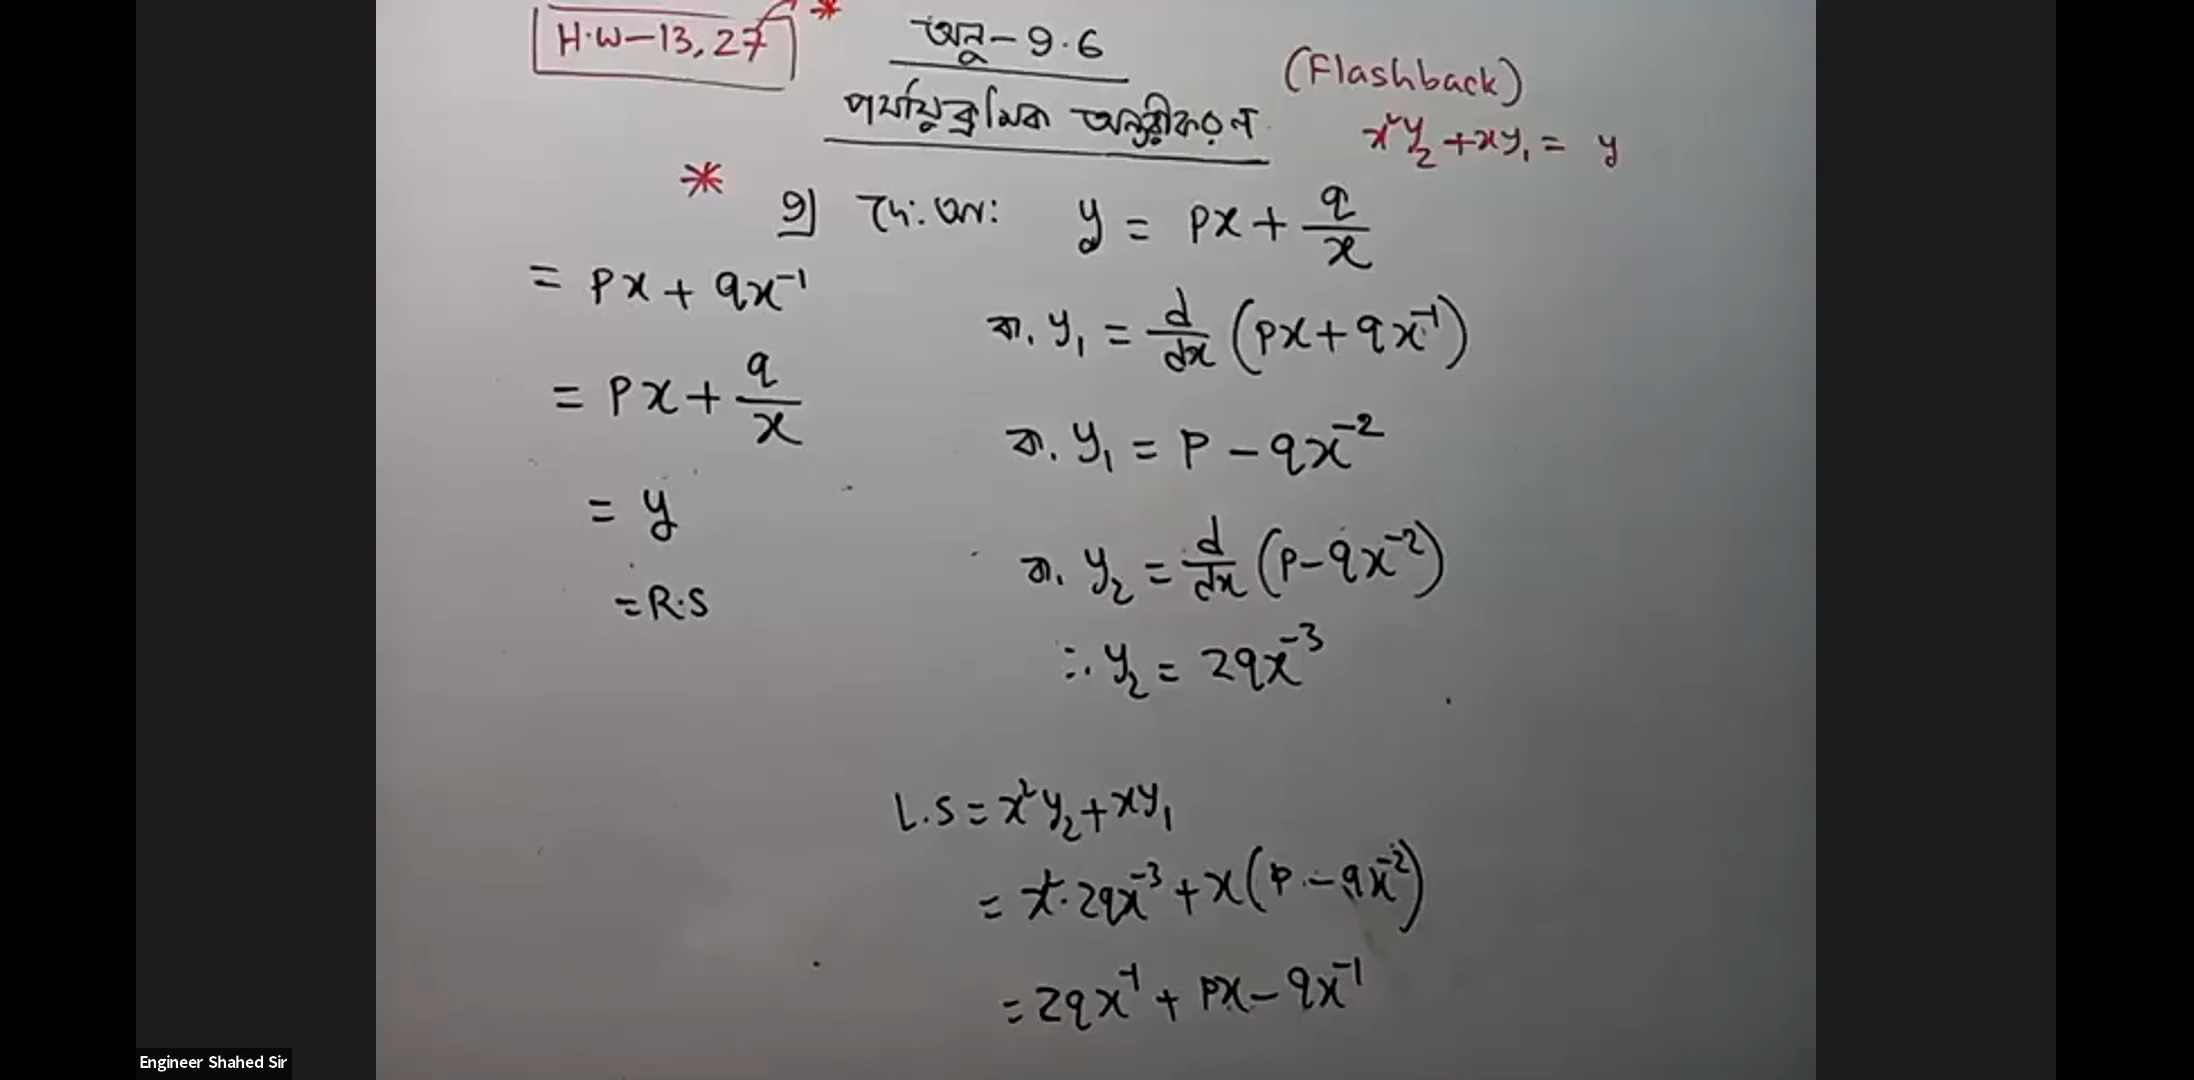 H.W-13, 27 *
অনু-9.6
পর্যায়ক্রমিক অন্তরীকরণ
(Flashback)
x²y₂ + xy₁ = y
* 9) দে: আ: y = px + q/x
বা, y₁ = d/dx (px + qx⁻¹)
বা, y₁ = p - qx⁻²
বা, y₂ = d/dx (p - qx⁻²)
∴ y₂ = 2qx⁻³
L.S = x²y₂ + xy₁
= x². 2qx⁻³ + x(p - qx⁻²)
= 2qx⁻¹ + px - qx⁻¹
= px + qx⁻¹
= px + q/x
= y
= R.S
Engineer Shahed Sir